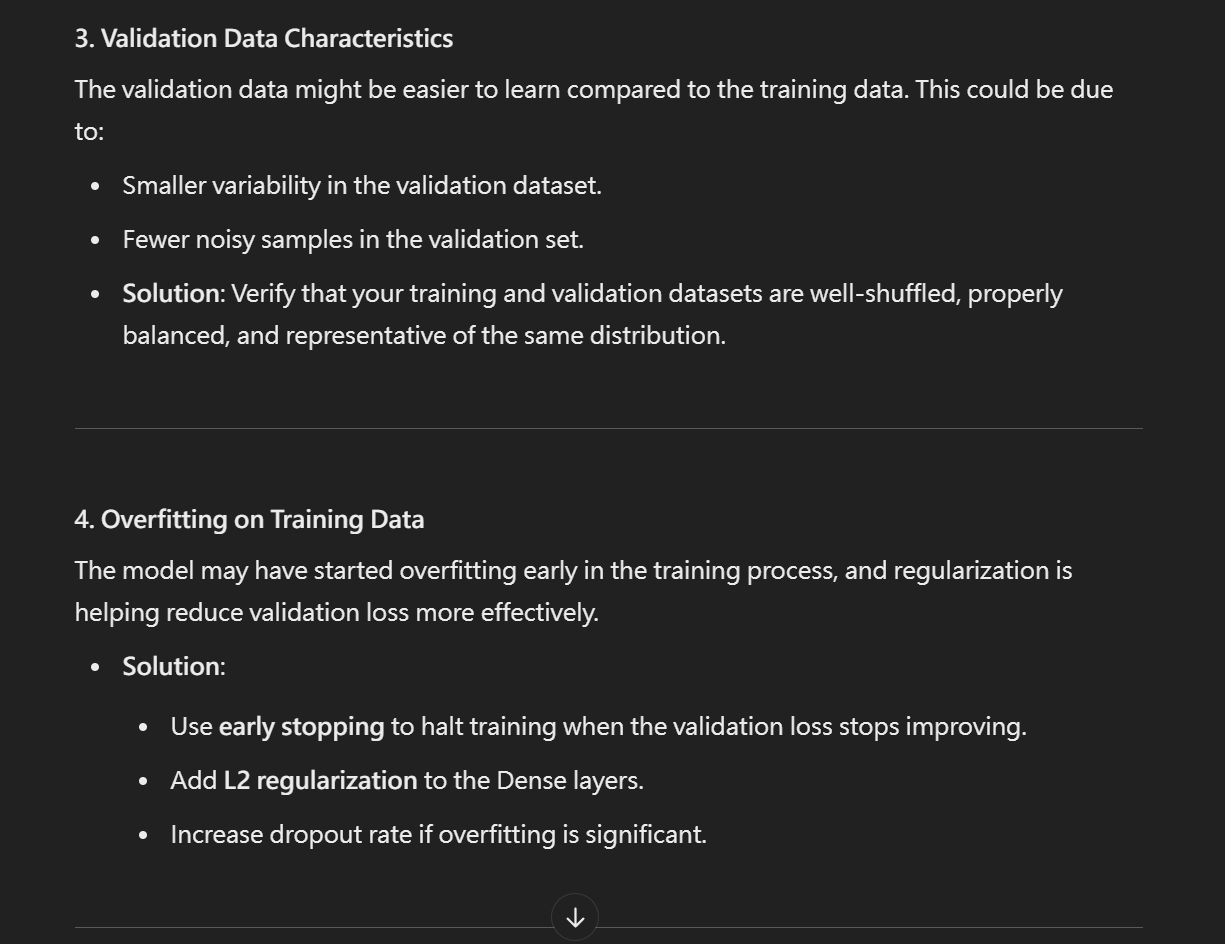 3. Validation Data Characteristics
The validation data might be easier to learn compared to the training data. This could be due
to:
• Smaller variability in the validation dataset.
• Fewer noisy samples in the validation set.
• Solution: Verify that your training and validation datasets are well-shuffled, properly
balanced, and representative of the same distribution.
4. Overfitting on Training Data
The model may have started overfitting early in the training process, and regularization is
helping reduce validation loss more effectively.
• Solution:
• Use early stopping to halt training when the validation loss stops improving.
• Add L2 regularization to the Dense layers.
• Increase dropout rate if overfitting is significant.